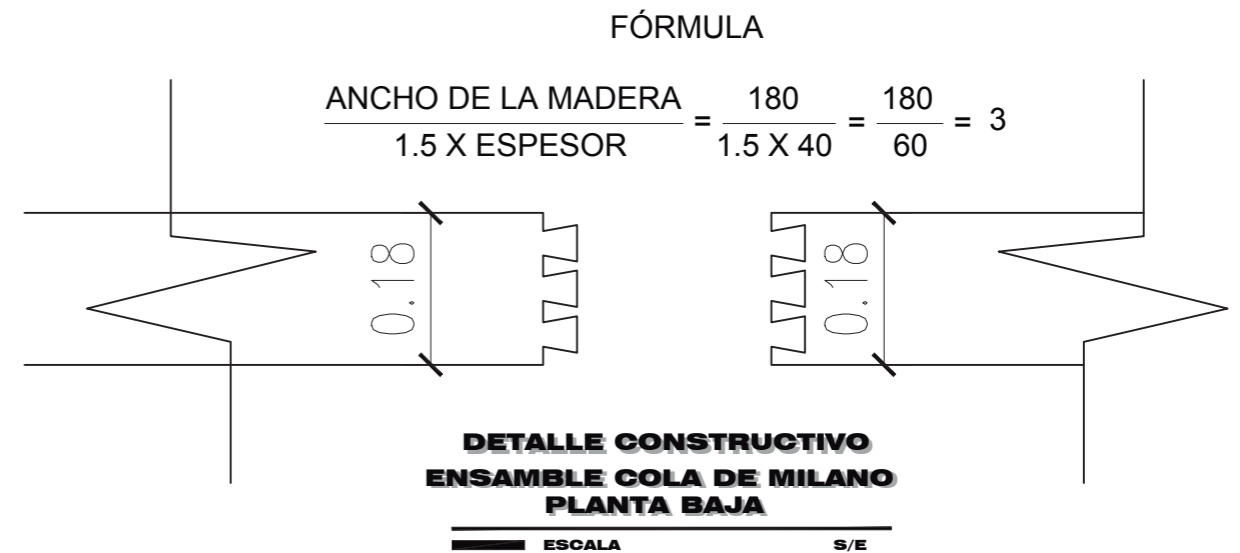 FÓRMULA
ANCHO DE LA MADERA = 180 = 180 = 3
1.5 X ESPESOR 1.5 X 40 60
0.18 0.18
DETALLE CONSTRUCTIVO
ENSAMBLE COLA DE MILANO
PLANTA BAJA
ESCALA S/E